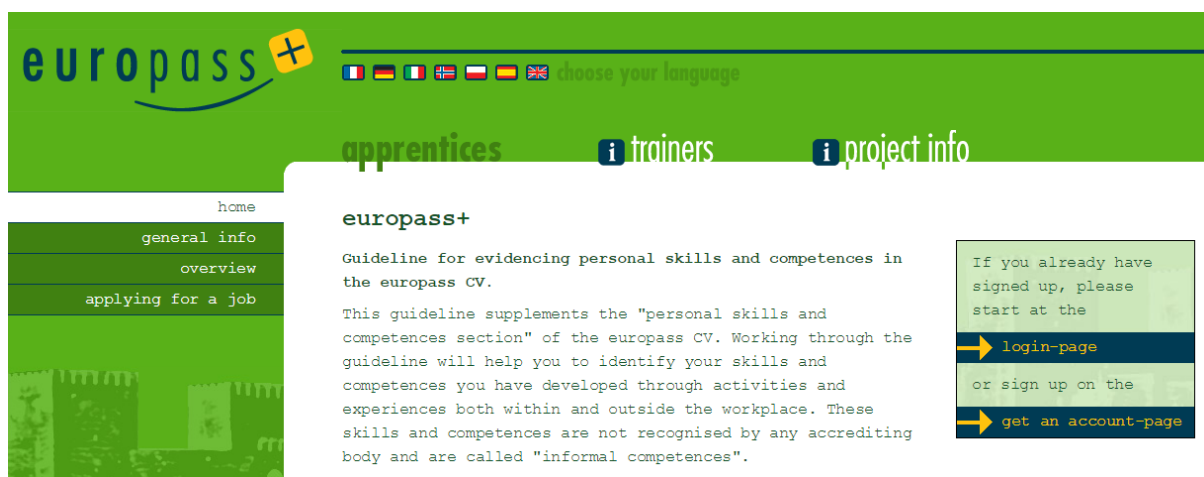 europass+
choose your language
apprentices
i trainers
i project info
home
general info
overview
applying for a job
europass+
Guideline for evidencing personal skills and competences in
the europass CV.
This guideline supplements the "personal skills and
competences section" of the europass CV. Working through the
guideline will help you to identify your skills and
competences you have developed through activities and
experiences both within and outside the workplace. These
skills and competences are not recognised by any accrediting
body and are called "informal competences".
If you already have
signed up, please
start at the
login-page
or sign up on the
get an account-page